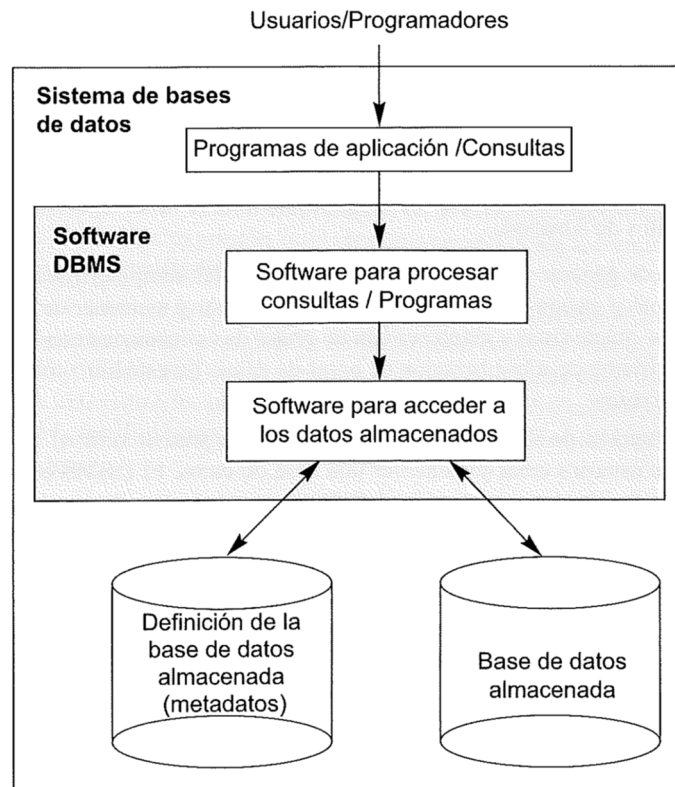 Usuarios/Programadores
Sistema de bases
de datos
Programas de aplicación /Consultas
Software
DBMS
Software para procesar
consultas / Programas
Software para acceder a
los datos almacenados
Definición de la
base de datos
almacenada
(metadatos)
Base de datos
almacenada